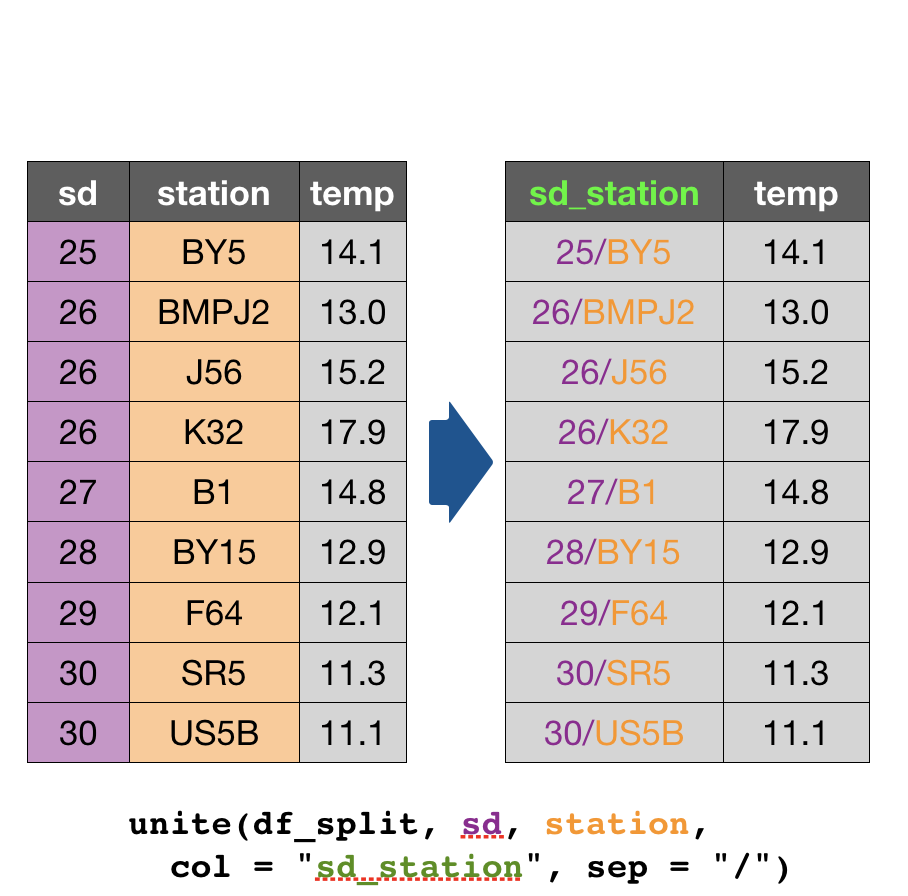 sd station temp
25 BY5 14.1
26 BMPJ2 13.0
26 J56 15.2
26 K32 17.9
27 B1 14.8
28 BY15 12.9
29 F64 12.1
30 SR5 11.3
30 US5B 11.1
sd_station temp
25/BY5 14.1
26/BMPJ2 13.0
26/J56 15.2
26/K32 17.9
27/B1 14.8
28/BY15 12.9
29/F64 12.1
30/SR5 11.3
30/US5B 11.1
unite(df_split, sd, station,
col = "sd_station", sep = "/")